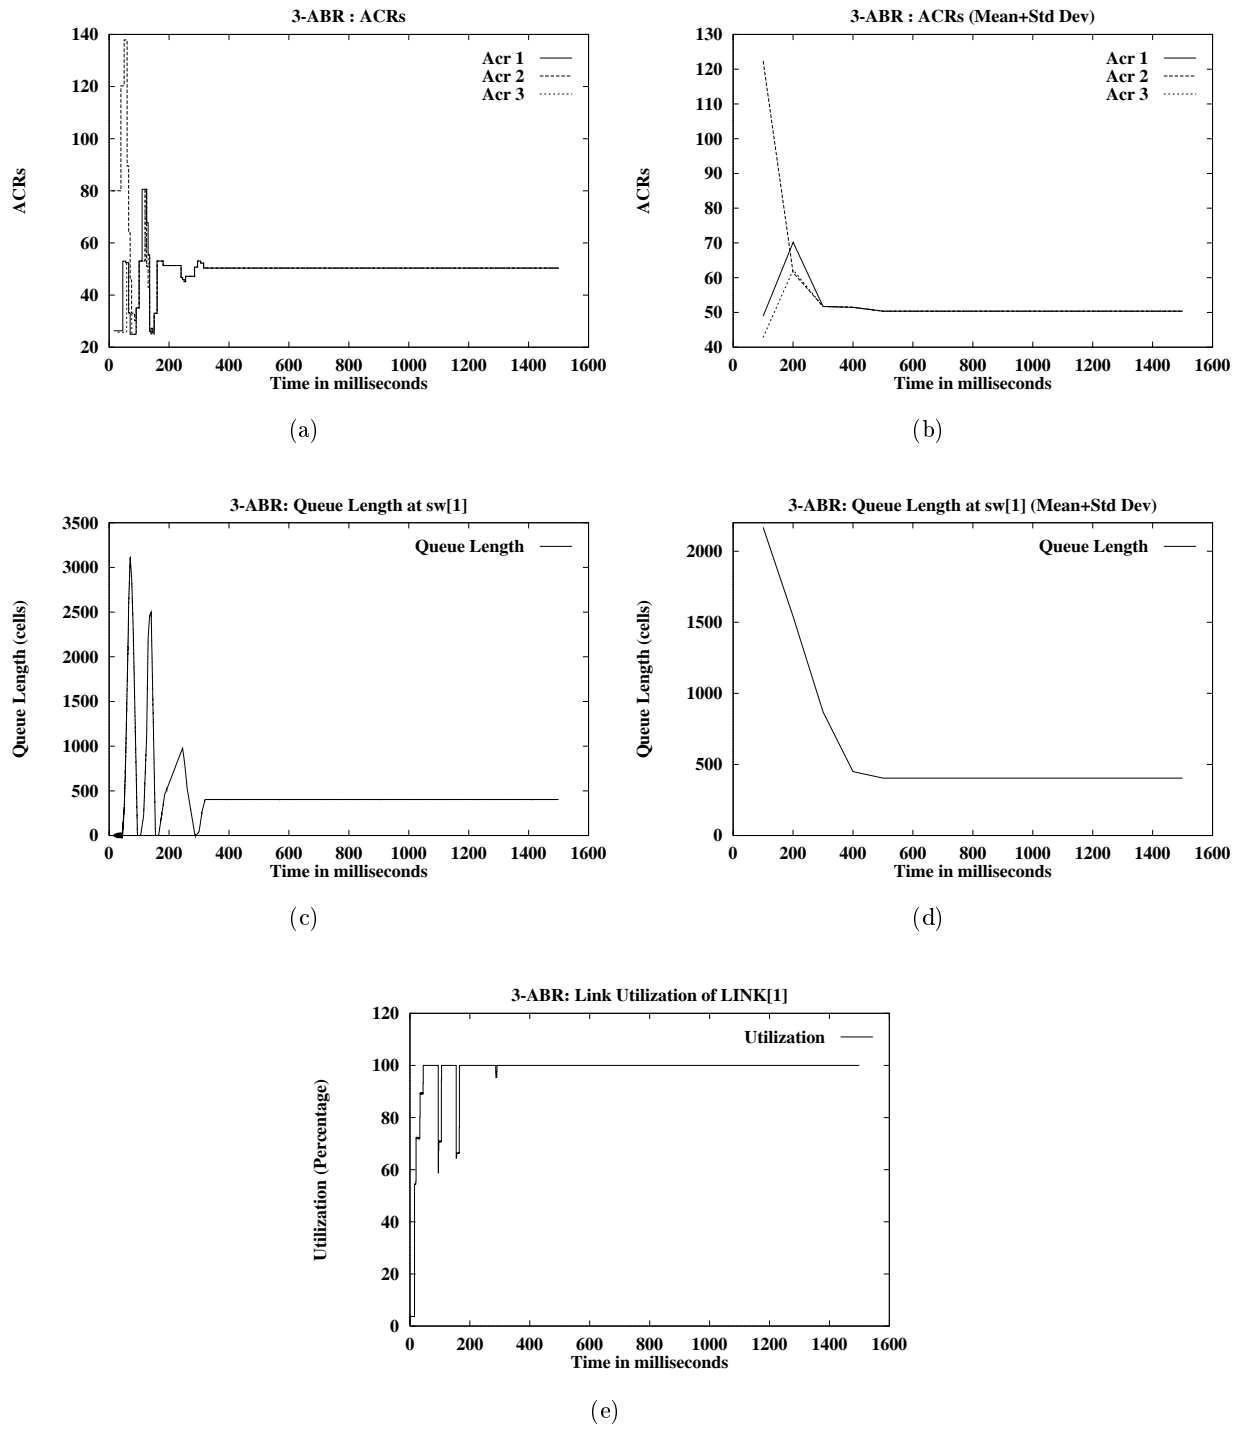 3-ABR : ACRs
140
120
100
80
60
40
20
ACRs
Acr 1
Acr 2
Acr 3
0 200 400 600 800 1000 1200 1400 1600
Time in milliseconds
(a)
3-ABR : ACRs (Mean+Std Dev)
130
120
110
100
90
80
70
60
50
40
ACRs
Acr 1
Acr 2
Acr 3
0 200 400 600 800 1000 1200 1400 1600
Time in milliseconds
(b)
3-ABR: Queue Length at sw[1]
3500
3000
2500
2000
1500
1000
500
0
Queue Length (cells)
Queue Length
0 200 400 600 800 1000 1200 1400 1600
Time in milliseconds
(c)
3-ABR: Queue Length at sw[1] (Mean+Std Dev)
2000
1500
1000
500
0
Queue Length (cells)
Queue Length
0 200 400 600 800 1000 1200 1400 1600
Time in milliseconds
(d)
3-ABR: Link Utilization of LINK[1]
120
100
80
60
40
20
0
Utilization (Percentage)
Utilization
0 200 400 600 800 1000 1200 1400 1600
Time in milliseconds
(e)